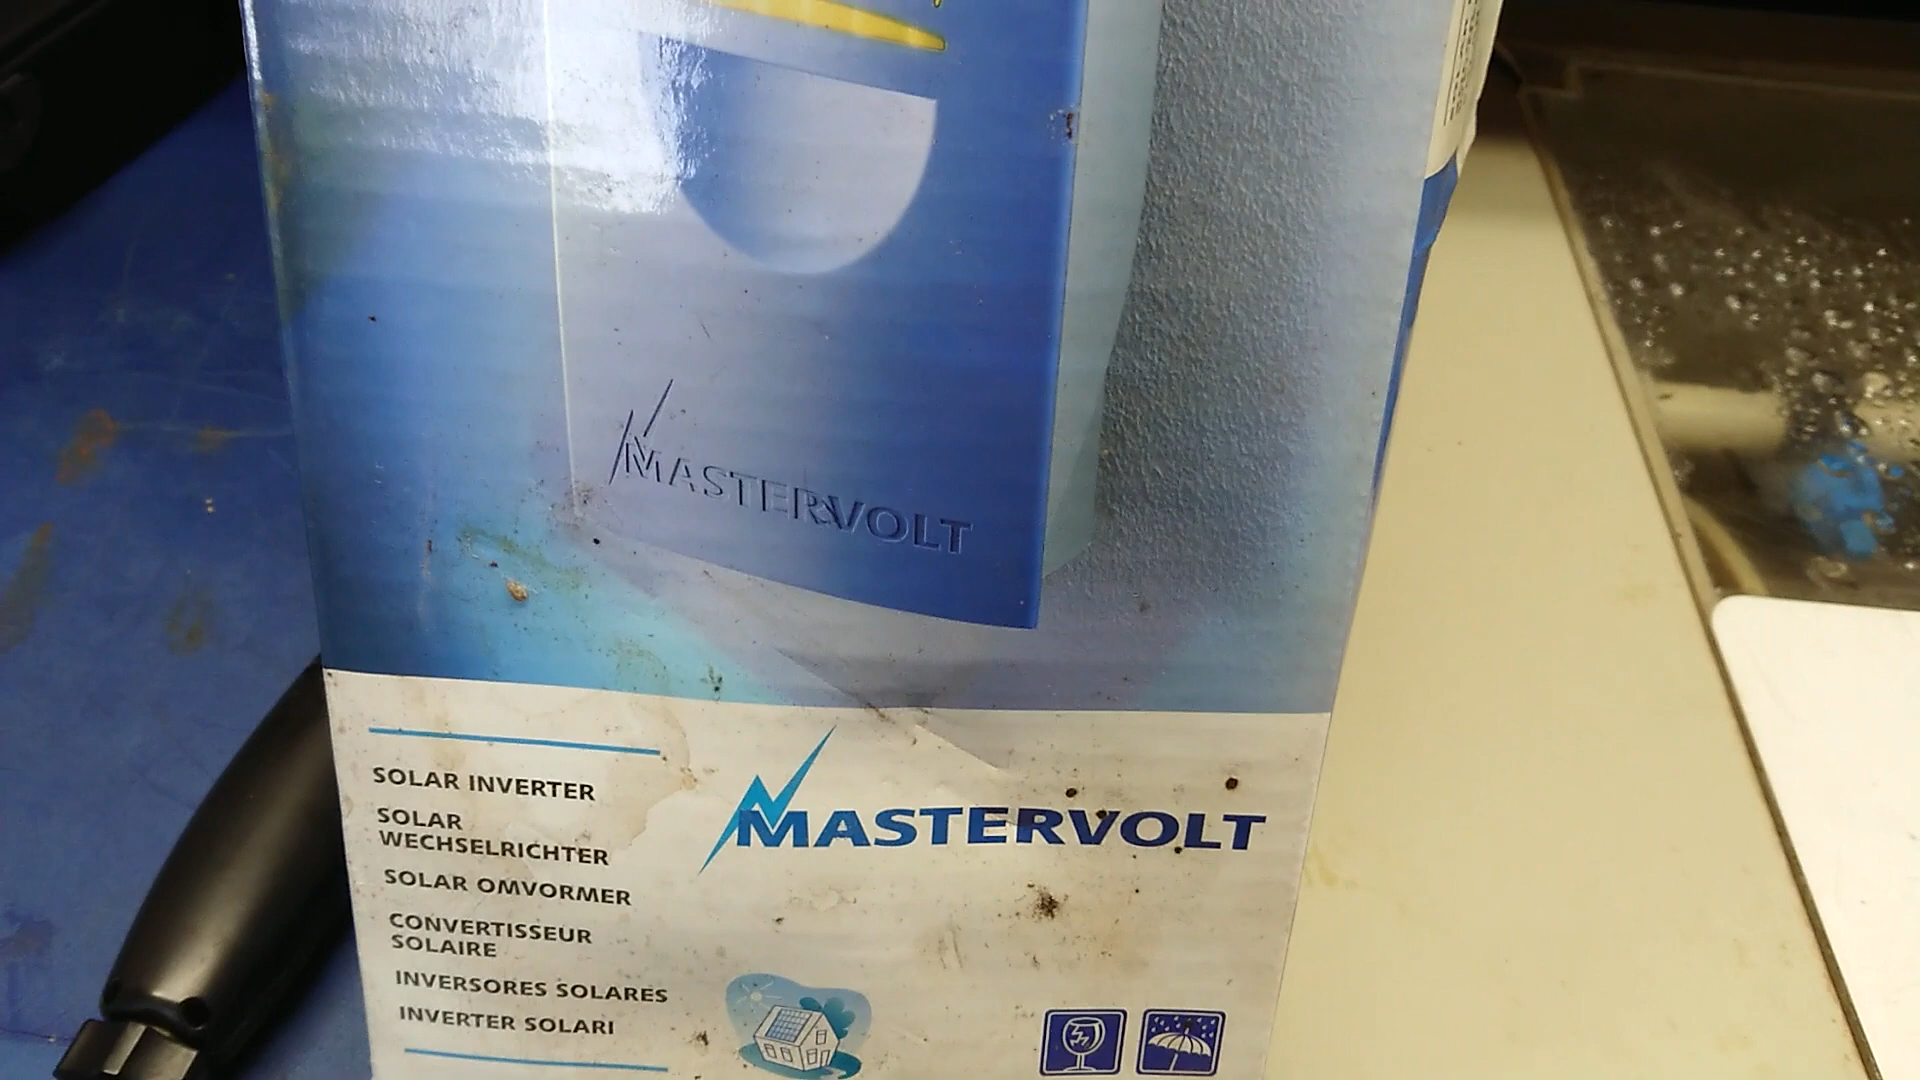 MASTERVOLT
SOLAR INVERTER
SOLAR
WECHSELRICHTER
SOLAR OMVORMER
CONVERTISSEUR
SOLAIRE
INVERSORES SOLARES
INVERTER SOLARI
MASTERVOLT